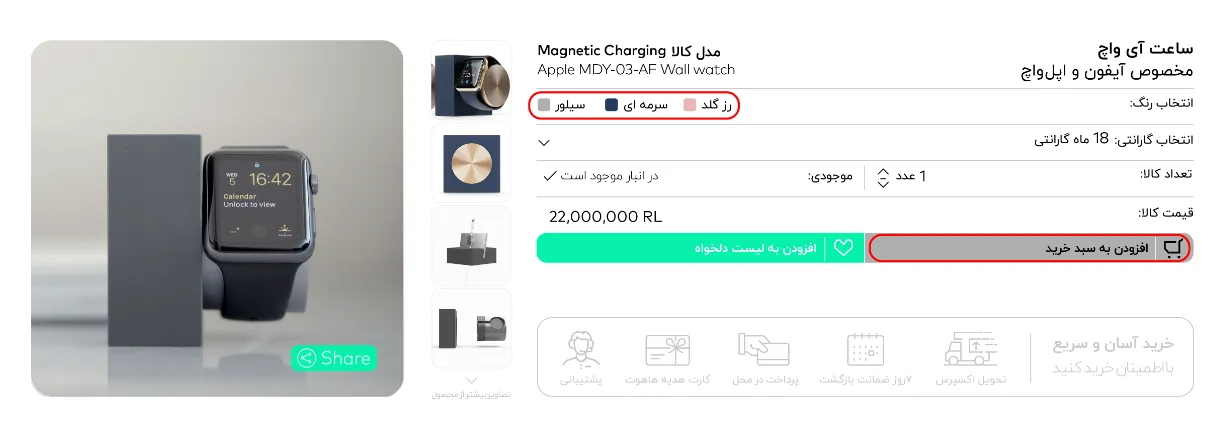 ساعت آی واچ
مخصوص آیفون و اپل‌واچ
مدل کالا Magnetic Charging
Apple MDY-03-AF Wall watch
انتخاب رنگ:
رز گلد
سرمه ای
سیلور
انتخاب گارانتی: 18 ماه گارانتی
تعداد کالا:
1 عدد
موجودی:
در انبار موجود است
قیمت کالا:
22,000,000 RL
افزودن به سبد خرید
افزودن به لیست دلخواه
خرید آسان و سریع
بااطمینان خرید کنید
تحویل اکسپرس
۷روز ضمانت بازگشت
پرداخت در محل
کارت هدیه هاهوت
پشتیبانی
تصاویر بیشتر از محصول
WED
5
16:42
Calendar
Unlock to view
Share